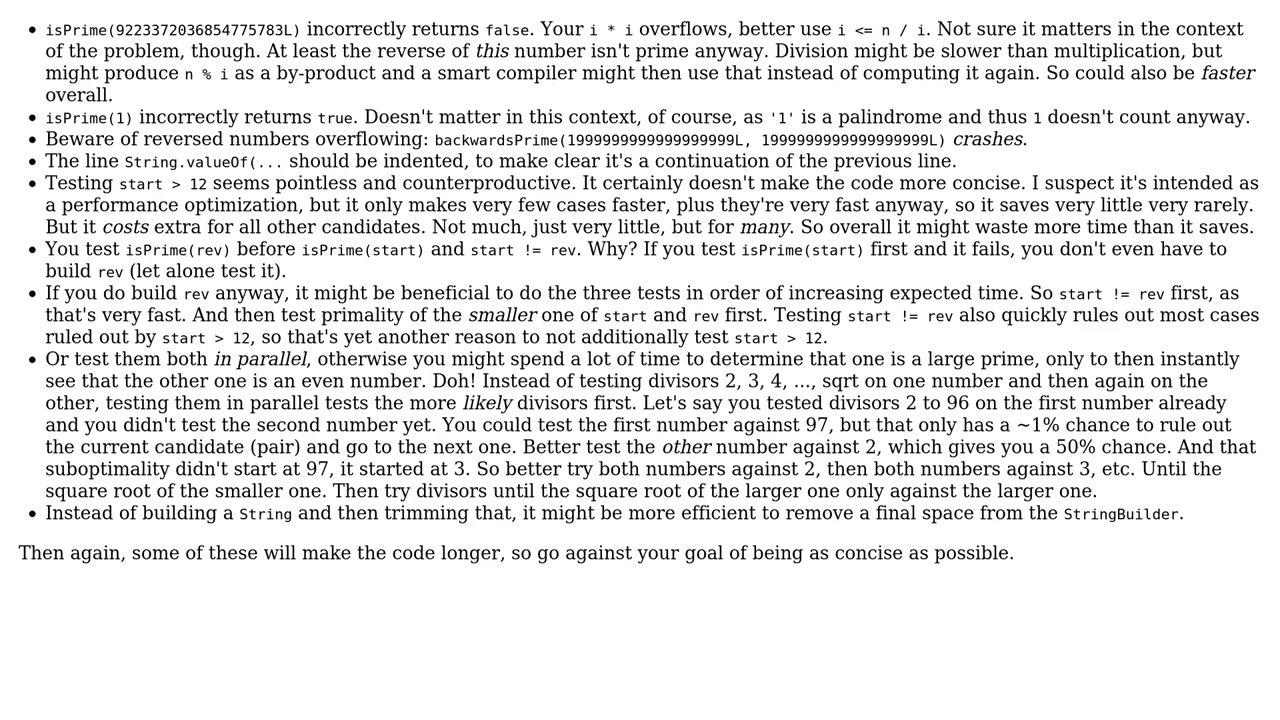 • isPrime(9223372036854775783L) incorrectly returns false. Your i * i overflows, better use i <= n / i. Not sure it matters in the context
of the problem, though. At least the reverse of this number isn't prime anyway. Division might be slower than multiplication, but
might produce n % i as a by-product and a smart compiler might then use that instead of computing it again. So could also be faster
overall.
• isPrime(1) incorrectly returns true. Doesn't matter in this context, of course, as '1' is a palindrome and thus 1 doesn't count anyway.
• Beware of reversed numbers overflowing: backwardsPrime(1999999999999999999L, 1999999999999999999L) crashes.
• The line String.valueOf(... should be indented, to make clear it's a continuation of the previous line.
• Testing start > 12 seems pointless and counterproductive. It certainly doesn't make the code more concise. I suspect it's intended as
a performance optimization, but it only makes very few cases faster, plus they're very fast anyway, so it saves very little very rarely.
But it costs extra for all other candidates. Not much, just very little, but for many. So overall it might waste more time than it saves.
• You test isPrime(rev) before isPrime(start) and start != rev. Why? If you test isPrime(start) first and it fails, you don't even have to
build rev (let alone test it).
• If you do build rev anyway, it might be beneficial to do the three tests in order of increasing expected time. So start != rev first, as
that's very fast. And then test primality of the smaller one of start and rev first. Testing start != rev also quickly rules out most cases
ruled out by start > 12, so that's yet another reason to not additionally test start > 12.
• Or test them both in parallel, otherwise you might spend a lot of time to determine that one is a large prime, only to then instantly
see that the other one is an even number. Doh! Instead of testing divisors 2, 3, 4, ..., sqrt on one number and then again on the
other, testing them in parallel tests the more likely divisors first. Let's say you tested divisors 2 to 96 on the first number already
and you didn't test the second number yet. You could test the first number against 97, but that only has a ~1% chance to rule out
the current candidate (pair) and go to the next one. Better test the other number against 2, which gives you a 50% chance. And that
suboptimality didn't start at 97, it started at 3. So better try both numbers against 2, then both numbers against 3, etc. Until the
square root of the smaller one. Then try divisors until the square root of the larger one only against the larger one.
• Instead of building a String and then trimming that, it might be more efficient to remove a final space from the StringBuilder.
Then again, some of these will make the code longer, so go against your goal of being as concise as possible.